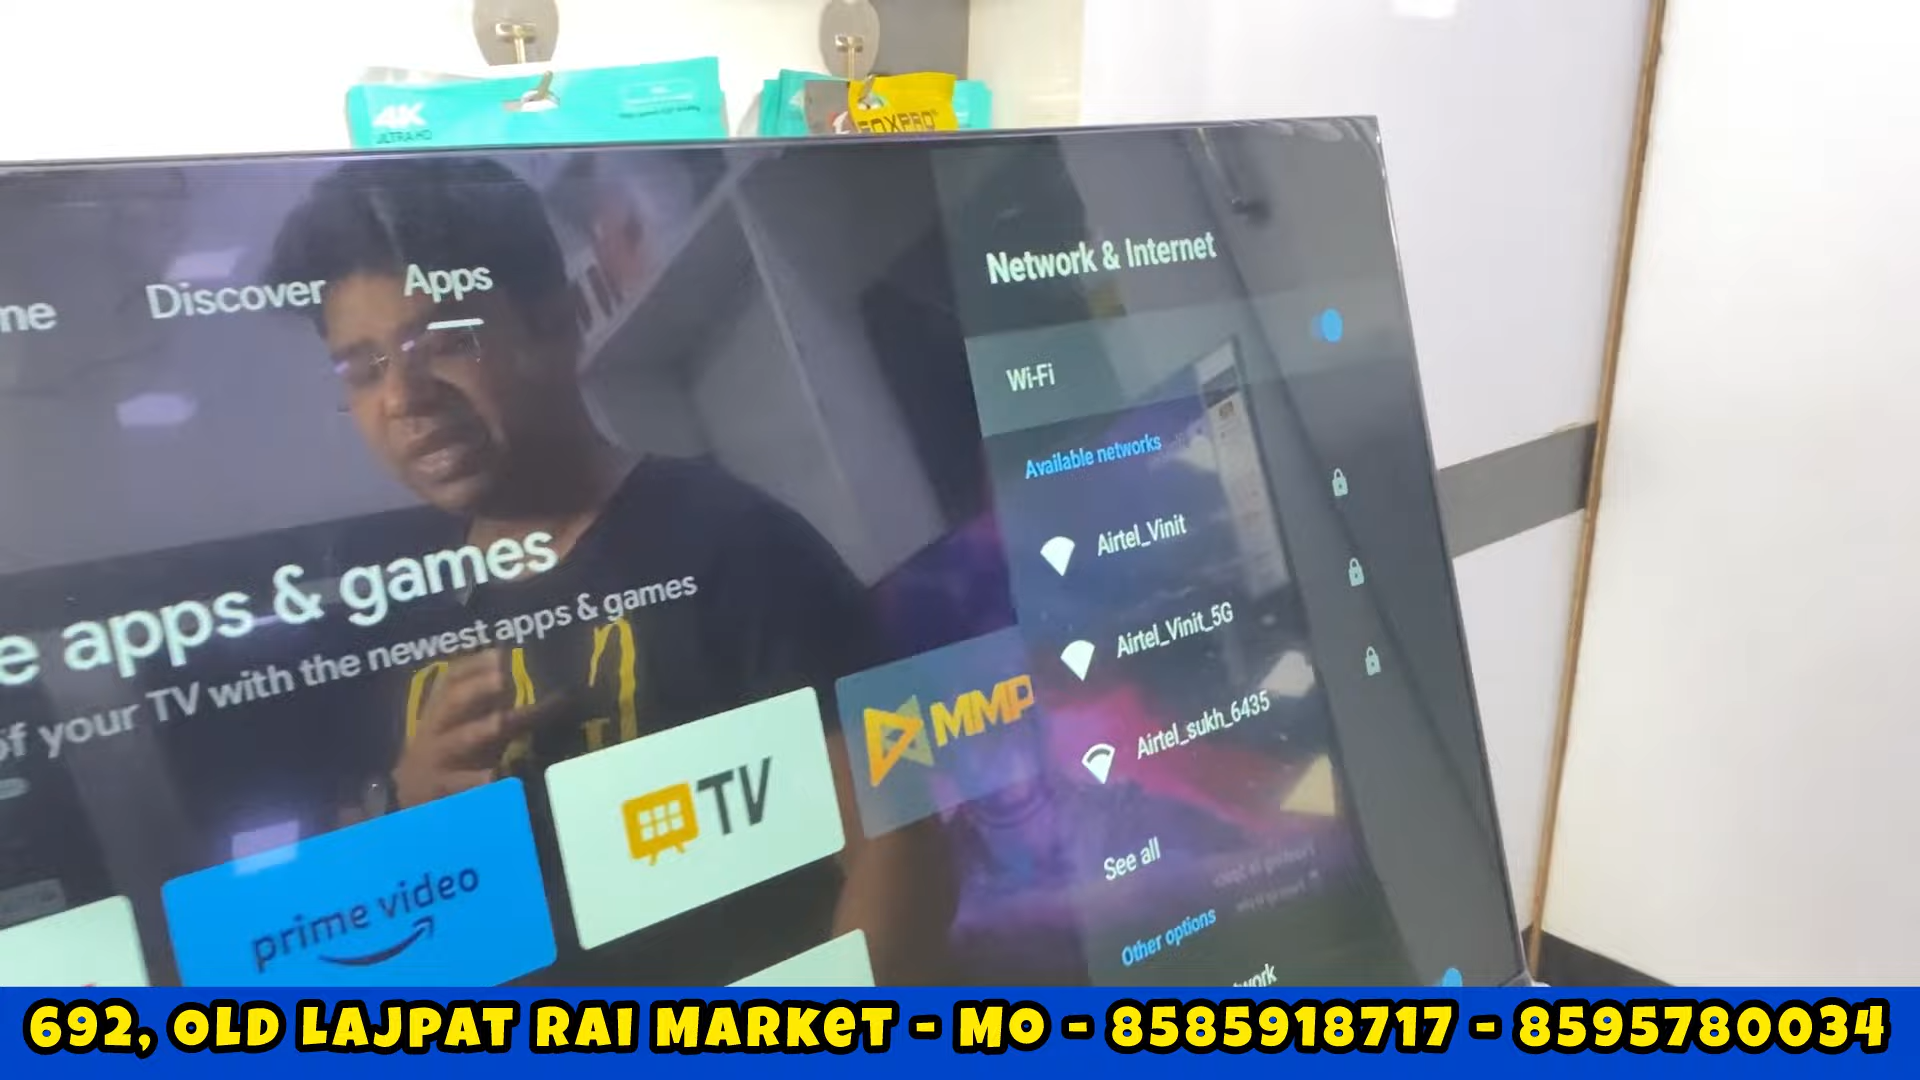 4K
ULTRA HD
FOXPRO
me
Discover
Apps
e apps & games
of your TV with the newest apps & games
prime video
TV
MMP
Network & Internet
Wi-Fi
Available networks
Airtel_Vinit
Airtel_Vinit_5G
Airtel_sukh_6435
See all
Other options
work
692, OLD LAJPAT RAI MARKET - MO - 8585918717 - 8595780034